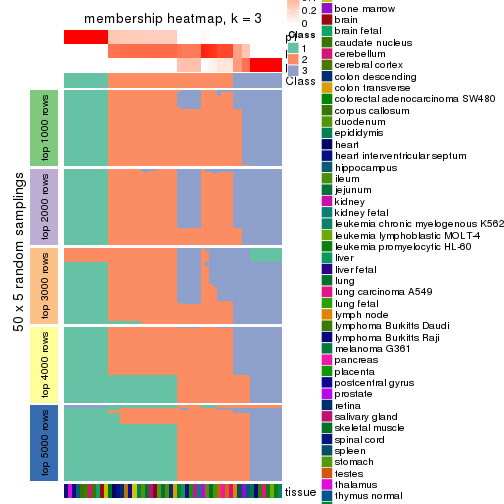 membership heatmap, k = 3
0.2
0
Class
1
2
3
Class
50 x 5 random samplings
top 1000 rows
top 2000 rows
top 3000 rows
top 4000 rows
top 5000 rows
tissue
bone marrow
brain
brain fetal
caudate nucleus
cerebellum
cerebral cortex
colon descending
colon transverse
colorectal adenocarcinoma SW480
corpus callosum
duodenum
epididymis
heart
heart interventricular septum
hippocampus
ileum
jejunum
kidney
kidney fetal
leukemia chronic myelogenous K562
leukemia lymphoblastic MOLT-4
leukemia promyelocytic HL-60
liver
liver fetal
lung
lung carcinoma A549
lung fetal
lymph node
lymphoma Burkitts Daudi
lymphoma Burkitts Raji
melanoma G361
pancreas
placenta
postcentral gyrus
prostate
retina
salivary gland
skeletal muscle
spinal cord
spleen
stomach
testes
thalamus
thymus normal